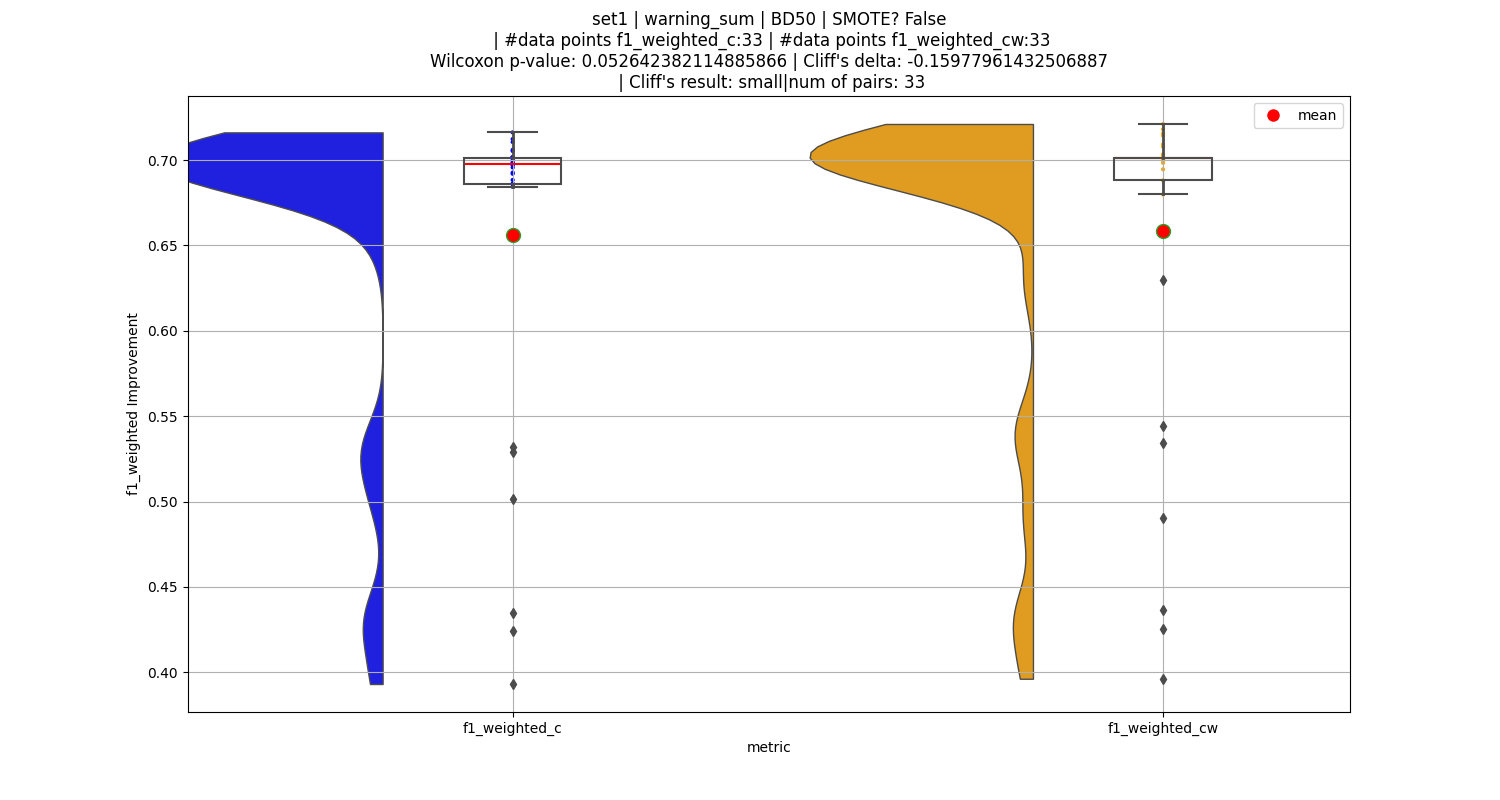 set1 | warning_sum | BD50 | SMOTE? False
| #data points f1_weighted_c:33 | #data points f1_weighted_cw:33
Wilcoxon p-value: 0.052642382114885866 | Cliff's delta: -0.15977961432506887
| Cliff's result: small|num of pairs: 33
mean
0.70
0.65
0.60
0.55
0.50
0.45
0.40
f1_weighted Improvement
f1_weighted_c
f1_weighted_cw
metric